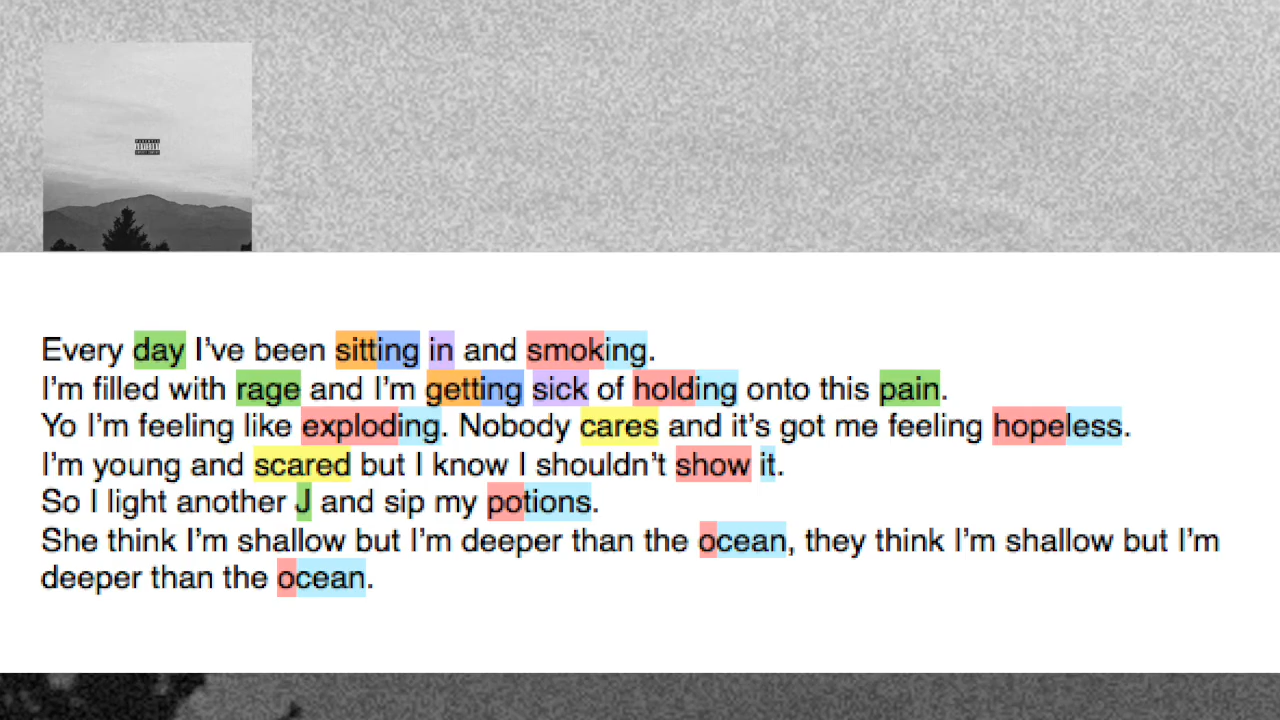 Every day I've been sitting in and smoking.
I'm filled with rage and I'm getting sick of holding onto this pain.
Yo I'm feeling like exploding. Nobody cares and it's got me feeling hopeless.
I'm young and scared but I know I shouldn't show it.
So I light another J and sip my potions.
She think I'm shallow but I'm deeper than the ocean, they think I'm shallow but I'm
deeper than the ocean.